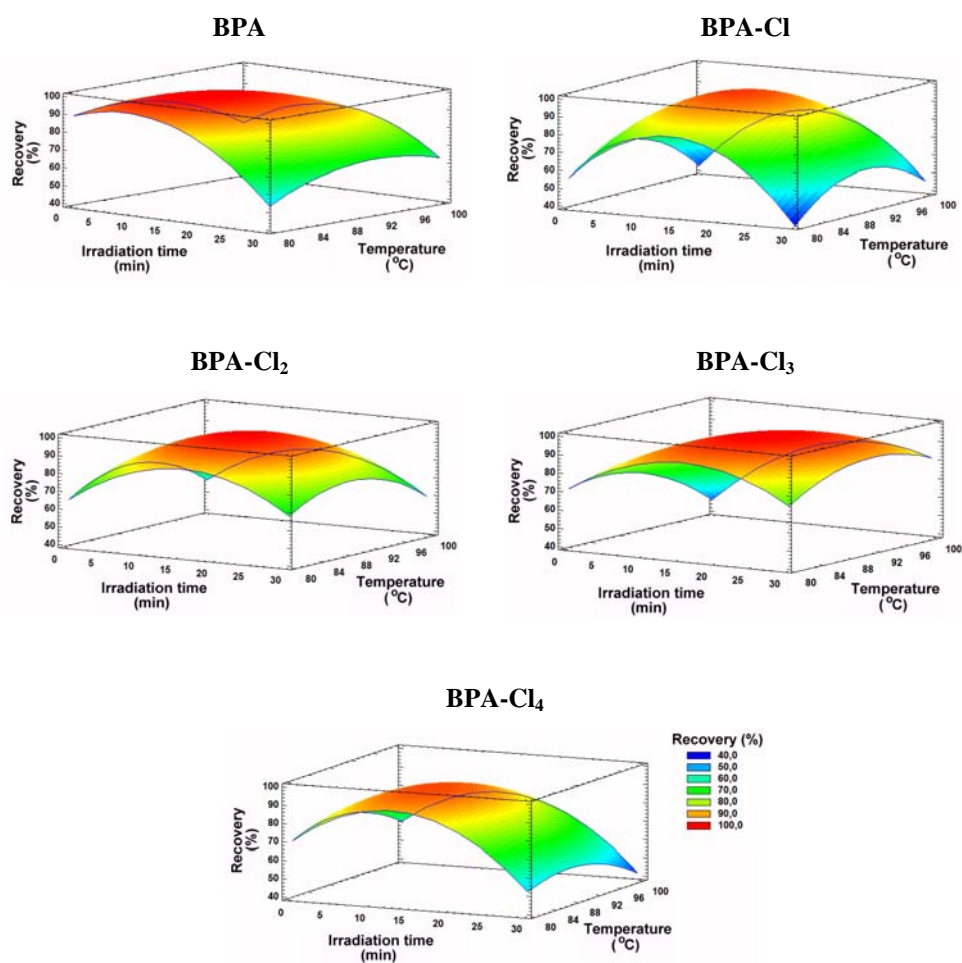 BPA
100
90
80
70
60
50
40
Recovery
(%)
0 5 10 15 20 25 30
Irradiation time
(min)
80 84 88 92 96 100
Temperature
(°C)
BPA-Cl
100
90
80
70
60
50
40
Recovery
(%)
0 5 10 15 20 25 30
Irradiation time
(min)
80 84 88 92 96 100
Temperature
(°C)
BPA-Cl₂
100
90
80
70
60
50
40
Recovery
(%)
0 5 10 15 20 25 30
Irradiation time
(min)
80 84 88 92 96 100
Temperature
(°C)
BPA-Cl₃
100
90
80
70
60
50
40
Recovery
(%)
0 5 10 15 20 25 30
Irradiation time
(min)
80 84 88 92 96 100
Temperature
(°C)
BPA-Cl₄
100
90
80
70
60
50
40
Recovery
(%)
0 5 10 15 20 25 30
Irradiation time
(min)
80 84 88 92 96 100
Temperature
(°C)
Recovery (%)
40,0
50,0
60,0
70,0
80,0
90,0
100,0